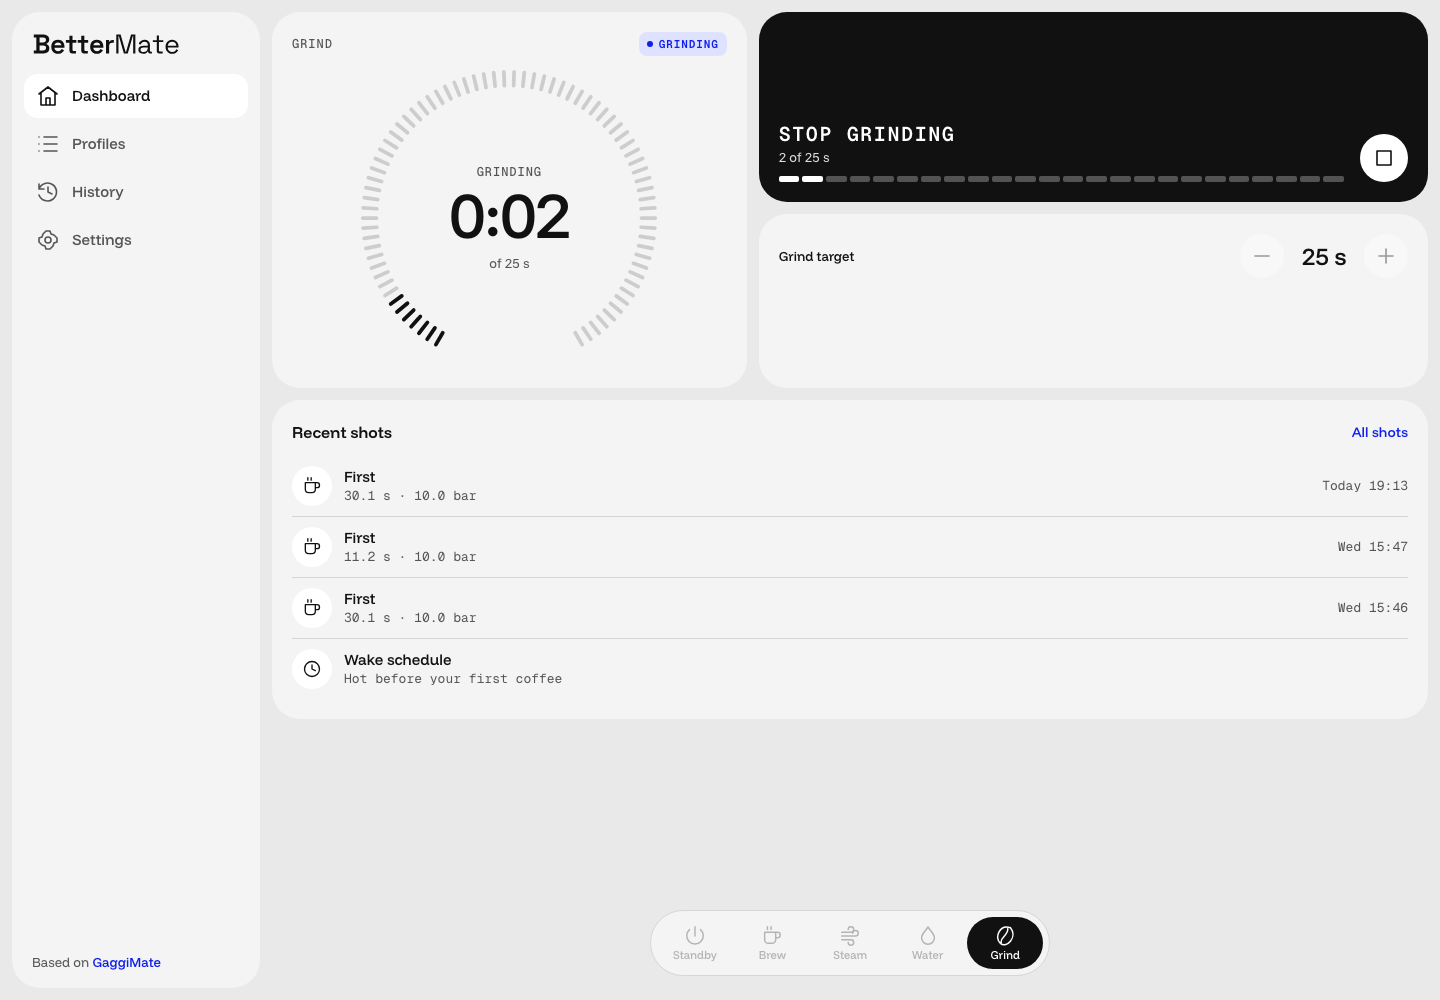 BetterMate
Dashboard
Profiles
History
Settings
Based on GaggiMate
GRIND
GRINDING
GRINDING
0:02
of 25 s
STOP GRINDING
2 of 25 s
Grind target
25 s
Recent shots
All shots
First
30.1 s · 10.0 bar
Today 19:13
First
11.2 s · 10.0 bar
Wed 15:47
First
30.1 s · 10.0 bar
Wed 15:46
Wake schedule
Hot before your first coffee
Standby
Brew
Steam
Water
Grind